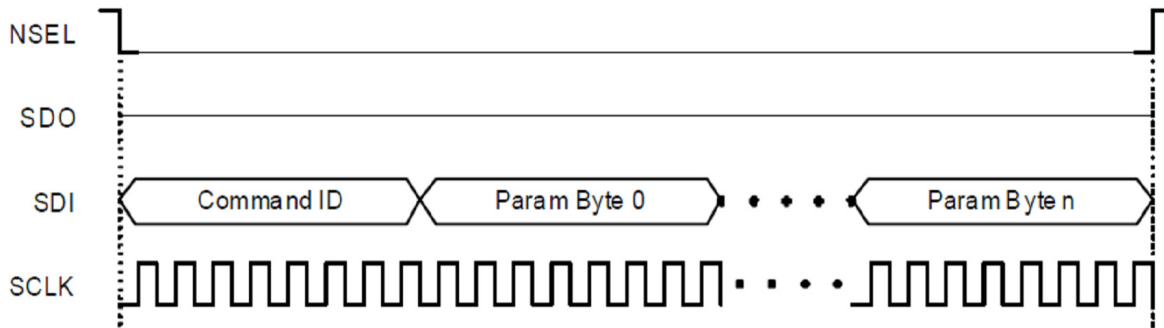 NSEL
SDO
SDI Command ID Param Byte 0 Param Byte n
SCLK